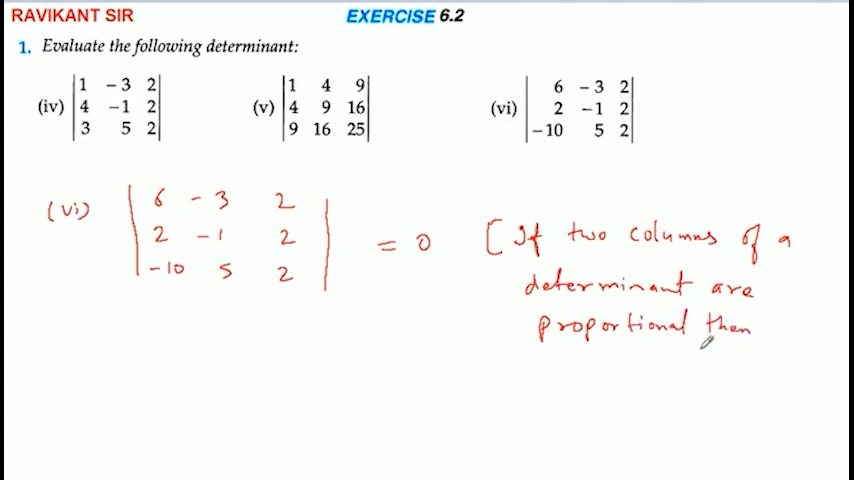 RAVIKANT SIR EXERCISE 6.2
1. Evaluate the following determinant:
(iv) |1 -3 2| (v) |1 4 9| (vi) |6 -3 2|
|4 -1 2| |4 9 16| |2 -1 2|
|3 5 2| |9 16 25| |-10 5 2|
(vi) |6 -3 2|
|2 -1 2| = 0 [If two columns of a
|-10 5 2| determinant are
proportional then